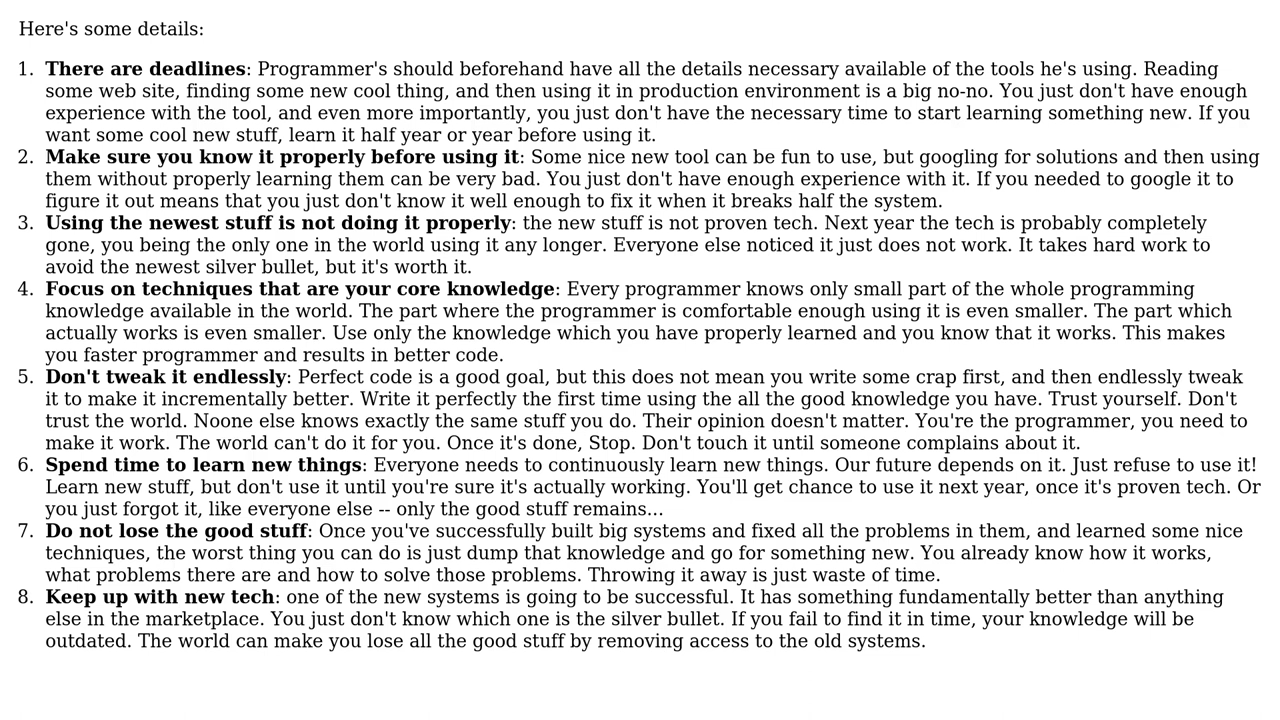 Here's some details:
1. There are deadlines: Programmer's should beforehand have all the details necessary available of the tools he's using. Reading
some web site, finding some new cool thing, and then using it in production environment is a big no-no. You just don't have enough
experience with the tool, and even more importantly, you just don't have the necessary time to start learning something new. If you
want some cool new stuff, learn it half year or year before using it.
2. Make sure you know it properly before using it: Some nice new tool can be fun to use, but googling for solutions and then using
them without properly learning them can be very bad. You just don't have enough experience with it. If you needed to google it to
figure it out means that you just don't know it well enough to fix it when it breaks half the system.
3. Using the newest stuff is not doing it properly: the new stuff is not proven tech. Next year the tech is probably completely
gone, you being the only one in the world using it any longer. Everyone else noticed it just does not work. It takes hard work to
avoid the newest silver bullet, but it's worth it.
4. Focus on techniques that are your core knowledge: Every programmer knows only small part of the whole programming
knowledge available in the world. The part where the programmer is comfortable enough using it is even smaller. The part which
actually works is even smaller. Use only the knowledge which you have properly learned and you know that it works. This makes
you faster programmer and results in better code.
5. Don't tweak it endlessly: Perfect code is a good goal, but this does not mean you write some crap first, and then endlessly tweak
it to make it incrementally better. Write it perfectly the first time using the all the good knowledge you have. Trust yourself. Don't
trust the world. Noone else knows exactly the same stuff you do. Their opinion doesn't matter. You're the programmer, you need to
make it work. The world can't do it for you. Once it's done, Stop. Don't touch it until someone complains about it.
6. Spend time to learn new things: Everyone needs to continuously learn new things. Our future depends on it. Just refuse to use it!
Learn new stuff, but don't use it until you're sure it's actually working. You'll get chance to use it next year, once it's proven tech. Or
you just forgot it, like everyone else -- only the good stuff remains...
7. Do not lose the good stuff: Once you've successfully built big systems and fixed all the problems in them, and learned some nice
techniques, the worst thing you can do is just dump that knowledge and go for something new. You already know how it works,
what problems there are and how to solve those problems. Throwing it away is just waste of time.
8. Keep up with new tech: one of the new systems is going to be successful. It has something fundamentally better than anything
else in the marketplace. You just don't know which one is the silver bullet. If you fail to find it in time, your knowledge will be
outdated. The world can make you lose all the good stuff by removing access to the old systems.